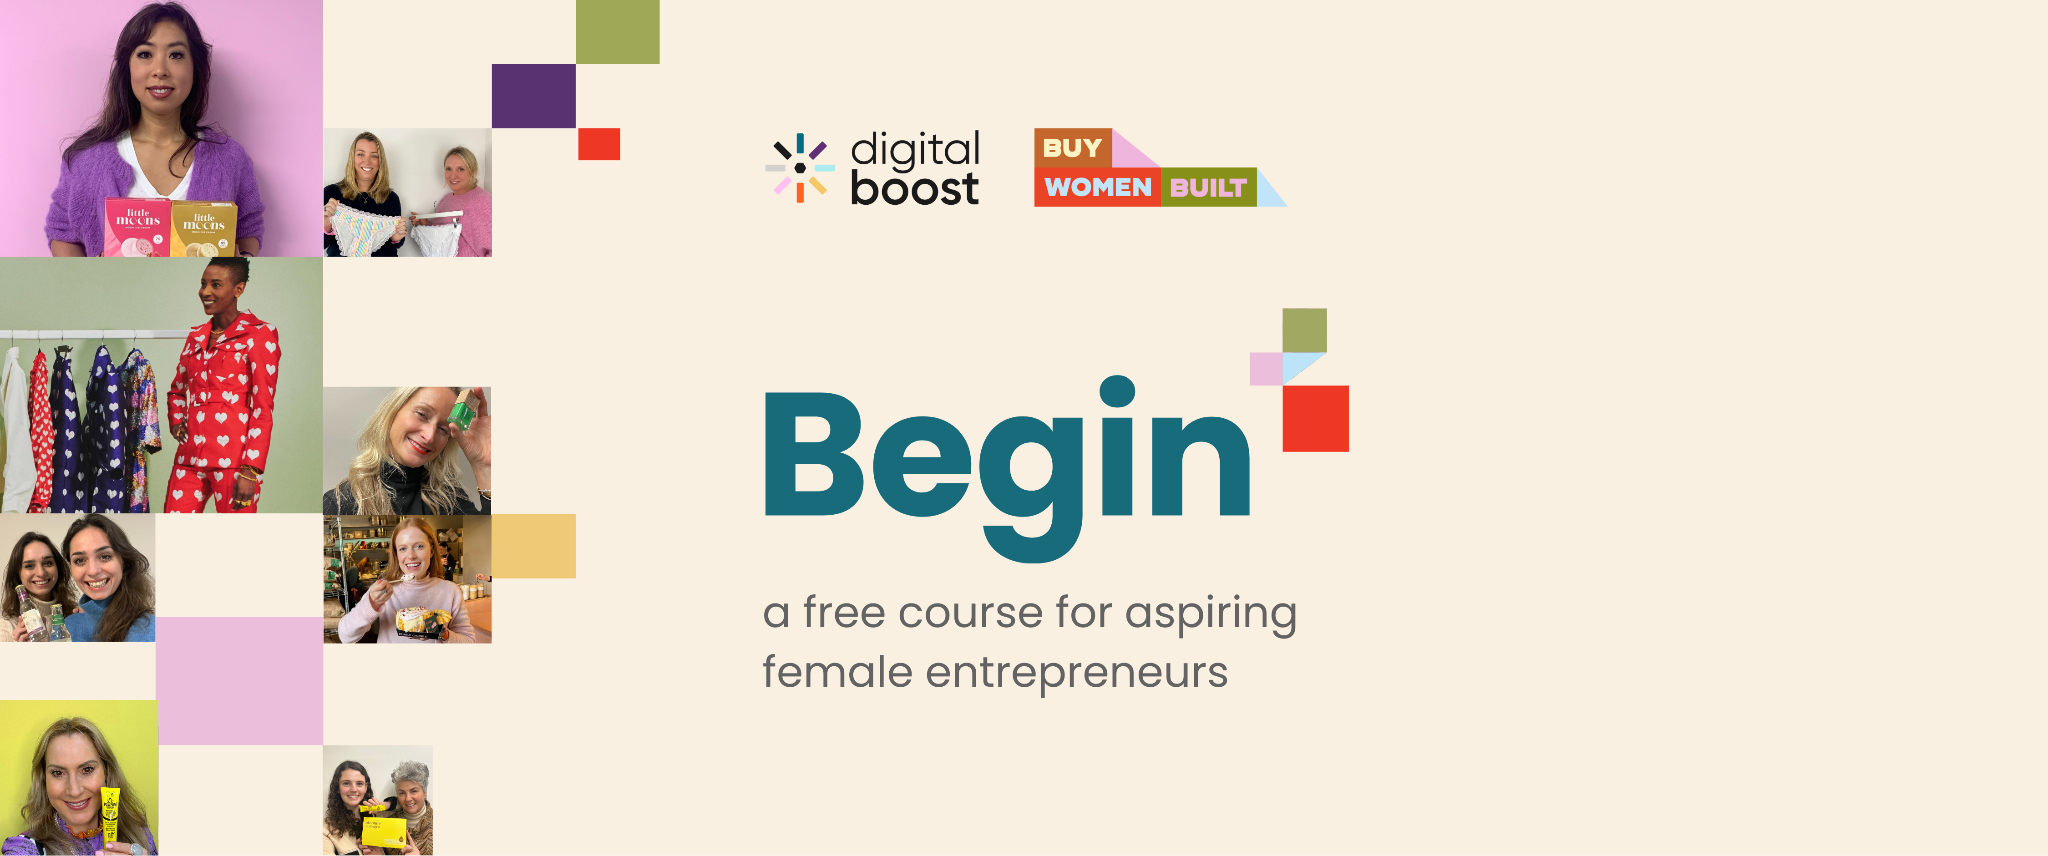 little
moons
little
moons
digital
boost
BUY
WOMEN BUILT
Begin
a free course for aspiring
female entrepreneurs